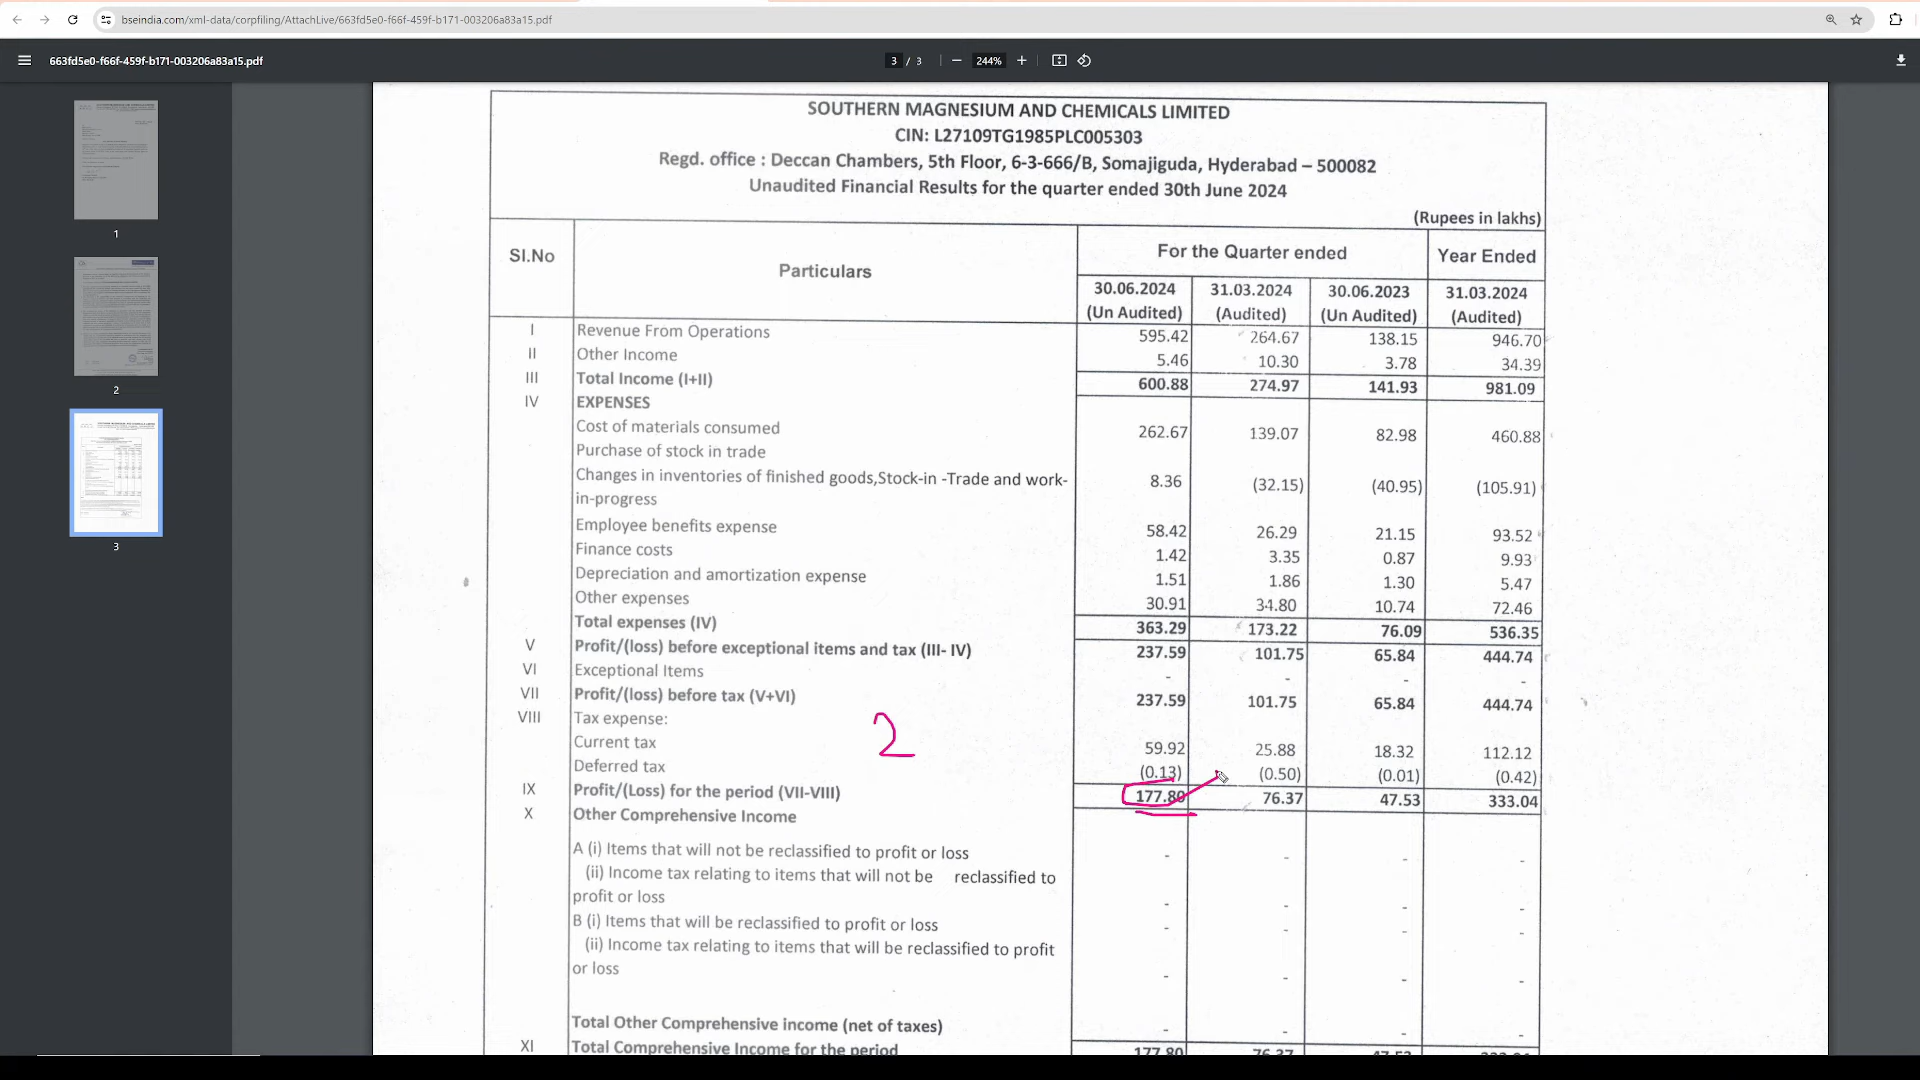 bseindia.com/xml-data/corpfiling/AttachLive/663fd5e0-f66f-459f-b171-003206a83a15.pdf
663fd5e0-f66f-459f-b171-003206a83a15.pdf 3 / 3 244%
1
2
3
SOUTHERN MAGNESIUM AND CHEMICALS LIMITED
CIN: L27109TG1985PLC005303
Regd. office : Deccan Chambers, 5th Floor, 6-3-666/B, Somajiguda, Hyderabad – 500082
Unaudited Financial Results for the quarter ended 30th June 2024
(Rupees in lakhs)
Sl.No Particulars For the Quarter ended Year Ended
30.06.2024 31.03.2024 30.06.2023 31.03.2024
(Un Audited) (Audited) (Un Audited) (Audited)
I Revenue From Operations 595.42 264.67 138.15 946.70
II Other Income 5.46 10.30 3.78 34.39
III Total Income (I+II) 600.88 274.97 141.93 981.09
IV EXPENSES
Cost of materials consumed 262.67 139.07 82.98 460.88
Purchase of stock in trade
Changes in inventories of finished goods,Stock-in -Trade and work-
in-progress 8.36 (32.15) (40.95) (105.91)
Employee benefits expense 58.42 26.29 21.15 93.52
Finance costs 1.42 3.35 0.87 9.93
Depreciation and amortization expense 1.51 1.86 1.30 5.47
Other expenses 30.91 34.80 10.74 72.46
Total expenses (IV) 363.29 173.22 76.09 536.35
V Profit/(loss) before exceptional items and tax (III- IV) 237.59 101.75 65.84 444.74
VI Exceptional Items - - - -
VII Profit/(loss) before tax (V+VI) 237.59 101.75 65.84 444.74
VIII Tax expense:
2
Current tax 59.92 25.88 18.32 112.12
Deferred tax (0.13) (0.50) (0.01) (0.42)
IX Profit/(Loss) for the period (VII-VIII) 177.80 76.37 47.53 333.04
X Other Comprehensive Income
A (i) Items that will not be reclassified to profit or loss - - - -
(ii) Income tax relating to items that will not be reclassified to
profit or loss - - - -
B (i) Items that will be reclassified to profit or loss - - - -
(ii) Income tax relating to items that will be reclassified to profit
or loss - - - -
Total Other Comprehensive income (net of taxes) - - - -
XI Total Comprehensive Income for the period 177.80 76.37 47.53